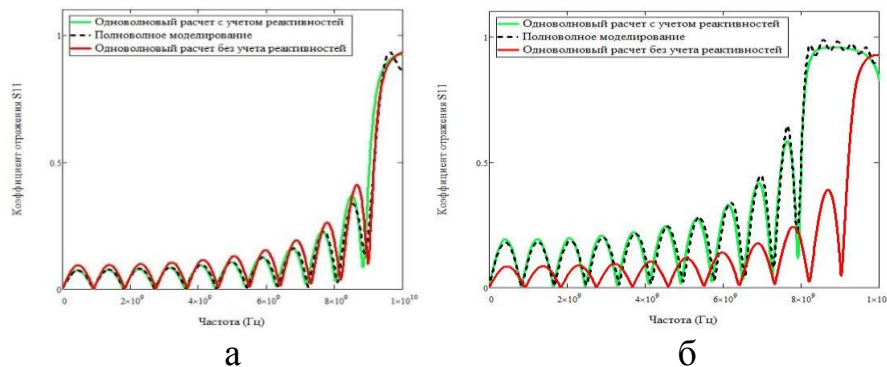 Одноволновый расчет с учетом реактивностей
Полноволное моделирование
Одноволновый расчет без учета реактивностей
Коэффициент отражения S11
1
0.5
0
0
2×10⁹
4×10⁹
6×10⁹
8×10⁹
1×10¹⁰
Частота (Гц)
а
Одноволновый расчет с учетом реактивностей
Полноволновое моделирование
Одноволновый расчет без учета реактивностей
Коэффициент отражения S11
1
0.5
0
0
2×10⁹
4×10⁹
6×10⁹
8×10⁹
1×10
Частота (Гц)
б